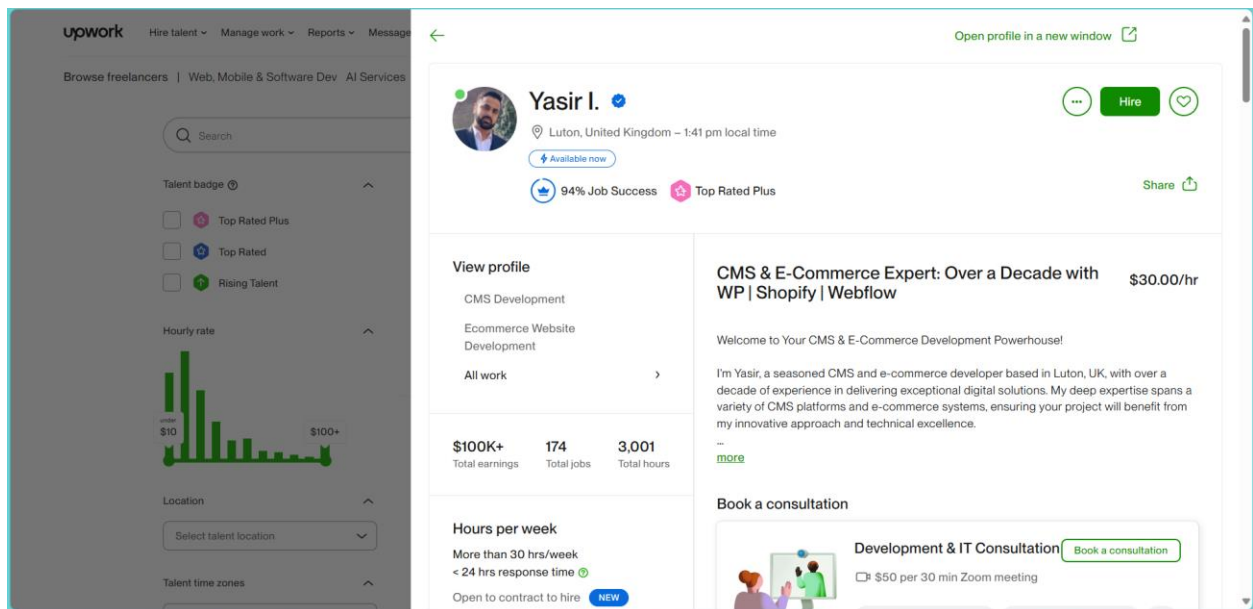 upwork
Hire talent Manage work Reports Message
Browse freelancers | Web, Mobile & Software Dev AI Services
Search
Talent badge
Top Rated Plus
Top Rated
Rising Talent
Hourly rate
under
$10
$100+
Location
Select talent location
Talent time zones
Open profile in a new window
Yasir I.
Luton, United Kingdom – 1:41 pm local time
Available now
94% Job Success Top Rated Plus
Hire
Share
View profile
CMS Development
Ecommerce Website
Development
All work
$100K+ 174 3,001
Total earnings Total jobs Total hours
Hours per week
More than 30 hrs/week
< 24 hrs response time
Open to contract to hire NEW
CMS & E-Commerce Expert: Over a Decade with
WP | Shopify | Webflow
$30.00/hr
Welcome to Your CMS & E-Commerce Development Powerhouse!
I'm Yasir, a seasoned CMS and e-commerce developer based in Luton, UK, with over a
decade of experience in delivering exceptional digital solutions. My deep expertise spans a
variety of CMS platforms and e-commerce systems, ensuring your project will benefit from
my innovative approach and technical excellence.
...
more
Book a consultation
Development & IT Consultation
Book a consultation
$50 per 30 min Zoom meeting